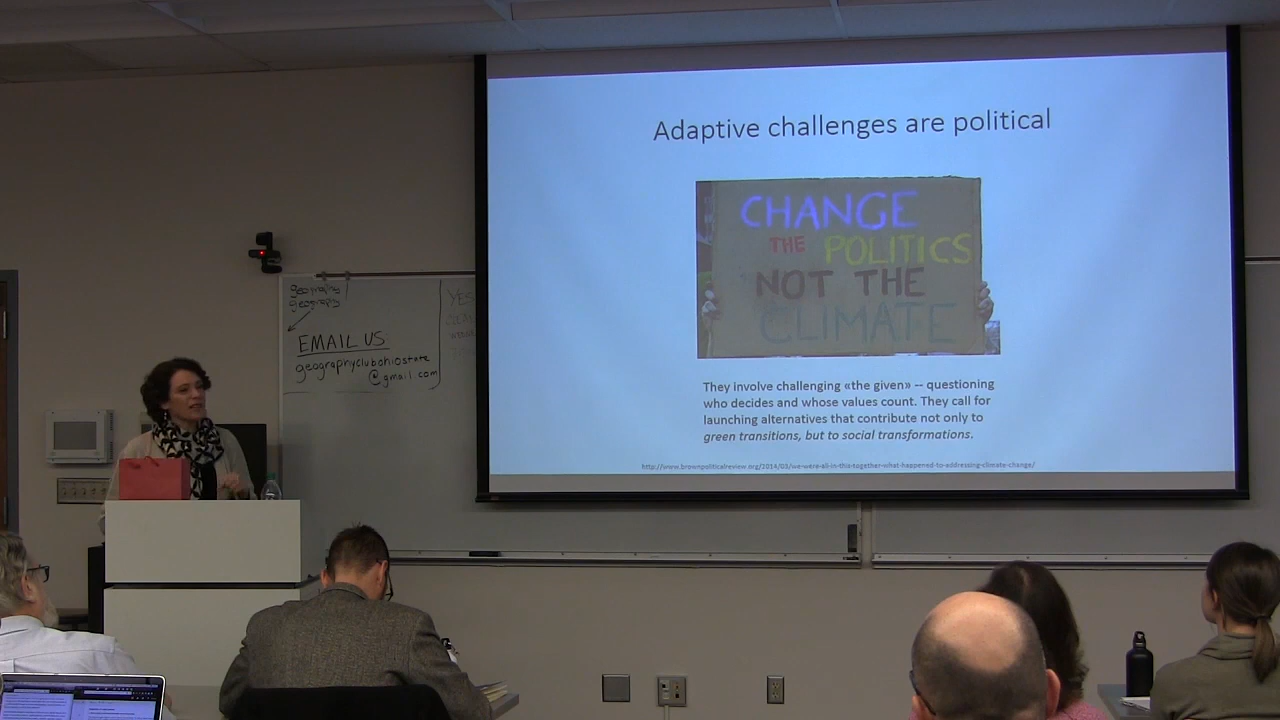 Adaptive challenges are political
CHANGE
THE POLITICS
NOT THE
CLIMATE
They involve challenging «the given» -- questioning
who decides and whose values count. They call for
launching alternatives that contribute not only to
green transitions, but to social transformations.
http://www.brownpoliticalreview.org/2014/03/we-were-all-in-this-together-what-happened-to-addressing-climate-change/
geography
EMAIL US
geographyclubohiostate
@gmail.com
YES